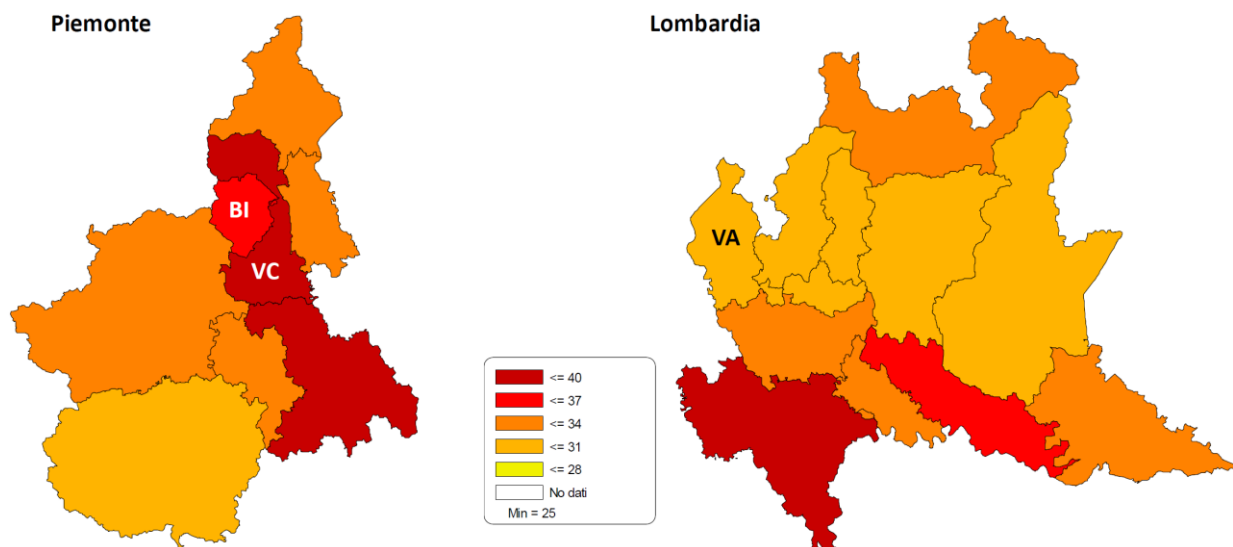 Piemonte
Lombardia
BI
VA
VC
<= 40
<= 37
<= 34
<= 31
<= 28
No dati
Min = 25